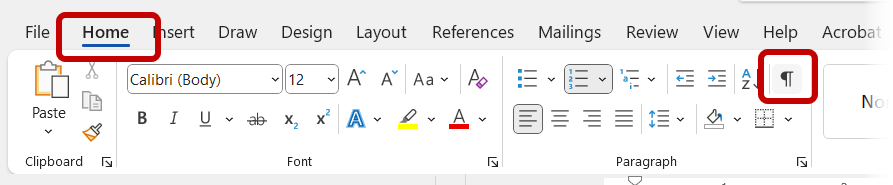 File Home Insert Draw Design Layout References Mailings Review View Help Acrobat
Calibri (Body) 12 Aa A
Paste B I U ab x₂ x² A A
Clipboard Font Paragraph